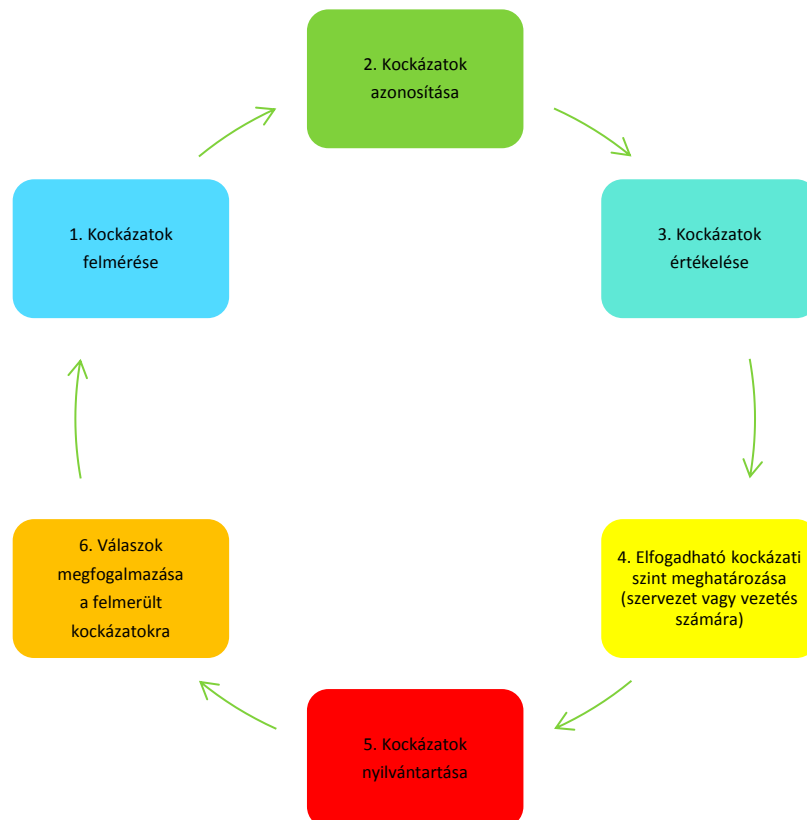 1. Kockázatok
felmérése
2. Kockázatok
azonosítása
3. Kockázatok
értékelése
4. Elfogadható kockázati
szint meghatározása
(szervezet vagy vezetés
számára)
5. Kockázatok
nyilvántartása
6. Válaszok
megfogalmazása
a felmerült
kockázatokra